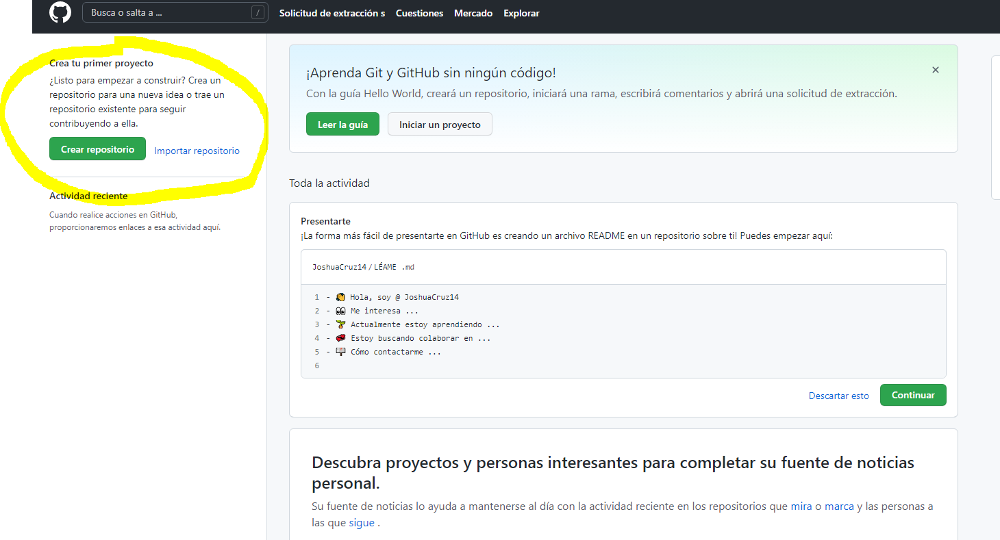 Busca o salta a ... /
Solicitud de extracción s Cuestiones Mercado Explorar
Crea tu primer proyecto
¿Listo para empezar a construir? Crea un
repositorio para una nueva idea o trae un
repositorio existente para seguir
contribuyendo a ella.
Crear repositorio Importar repositorio
Actividad reciente
Cuando realice acciones en GitHub,
proporcionaremos enlaces a esa actividad aquí.
¡Aprenda Git y GitHub sin ningún código!
Con la guía Hello World, creará un repositorio, iniciará una rama, escribirá comentarios y abrirá una solicitud de extracción.
Leer la guía Iniciar un proyecto
Toda la actividad
Presentarte
¡La forma más fácil de presentarte en GitHub es creando un archivo README en un repositorio sobre ti! Puedes empezar aquí:
JoshuaCruz14 / LÉAME .md
1 - 👋 Hola, soy @ JoshuaCruz14
2 - 👀 Me interesa ...
3 - 🌱 Actualmente estoy aprendiendo ...
4 - 💞️ Estoy buscando colaborar en ...
5 - 📫 Cómo contactarme ...
6
Descartar esto Continuar
Descubra proyectos y personas interesantes para completar su fuente de noticias
personal.
Su fuente de noticias lo ayuda a mantenerse al día con la actividad reciente en los repositorios que mira o marca y las personas a
las que sigue .